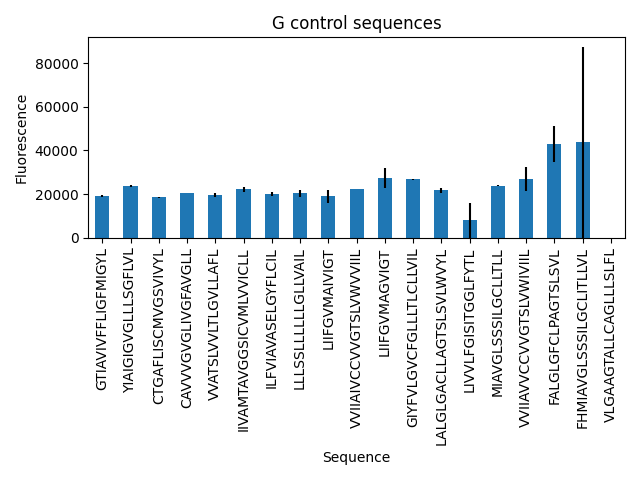 G control sequences
Fluorescence
80000
60000
40000
20000
0
GTIAVIVFFLIGFMIGYL
YIAIGIGVGLLLSGFLVL
CTGAFLISCMVGSVIVYL
CAVVVGVGLIVGFAVGLL
VVATSLVVLTLGVLLAFL
IIVAMTAVGGSICVMLVVICLL
ILFVIAVASELGYFLCIL
LLLSSLLLLLLGLLVAIL
LIIFGVMAIVIGT
VVIIAIVCCVVGTSLVWVVIIL
LIIFGVMAGVIGT
GIYFVLGVCFGLLLTLCLLVIL
LALGLGACLLAGTSLSVLWVYL
LIVVLFGISITGGLFYTL
MIAVGLSSSILGCLLTLL
VVIIAVVCCVVGTSLVWIVIIL
FALGLGFCLPAGTSLSVL
FHMIAVGLSSSILGCLITLLVL
VLGAAGTALLCAGLLLSLFL
Sequence